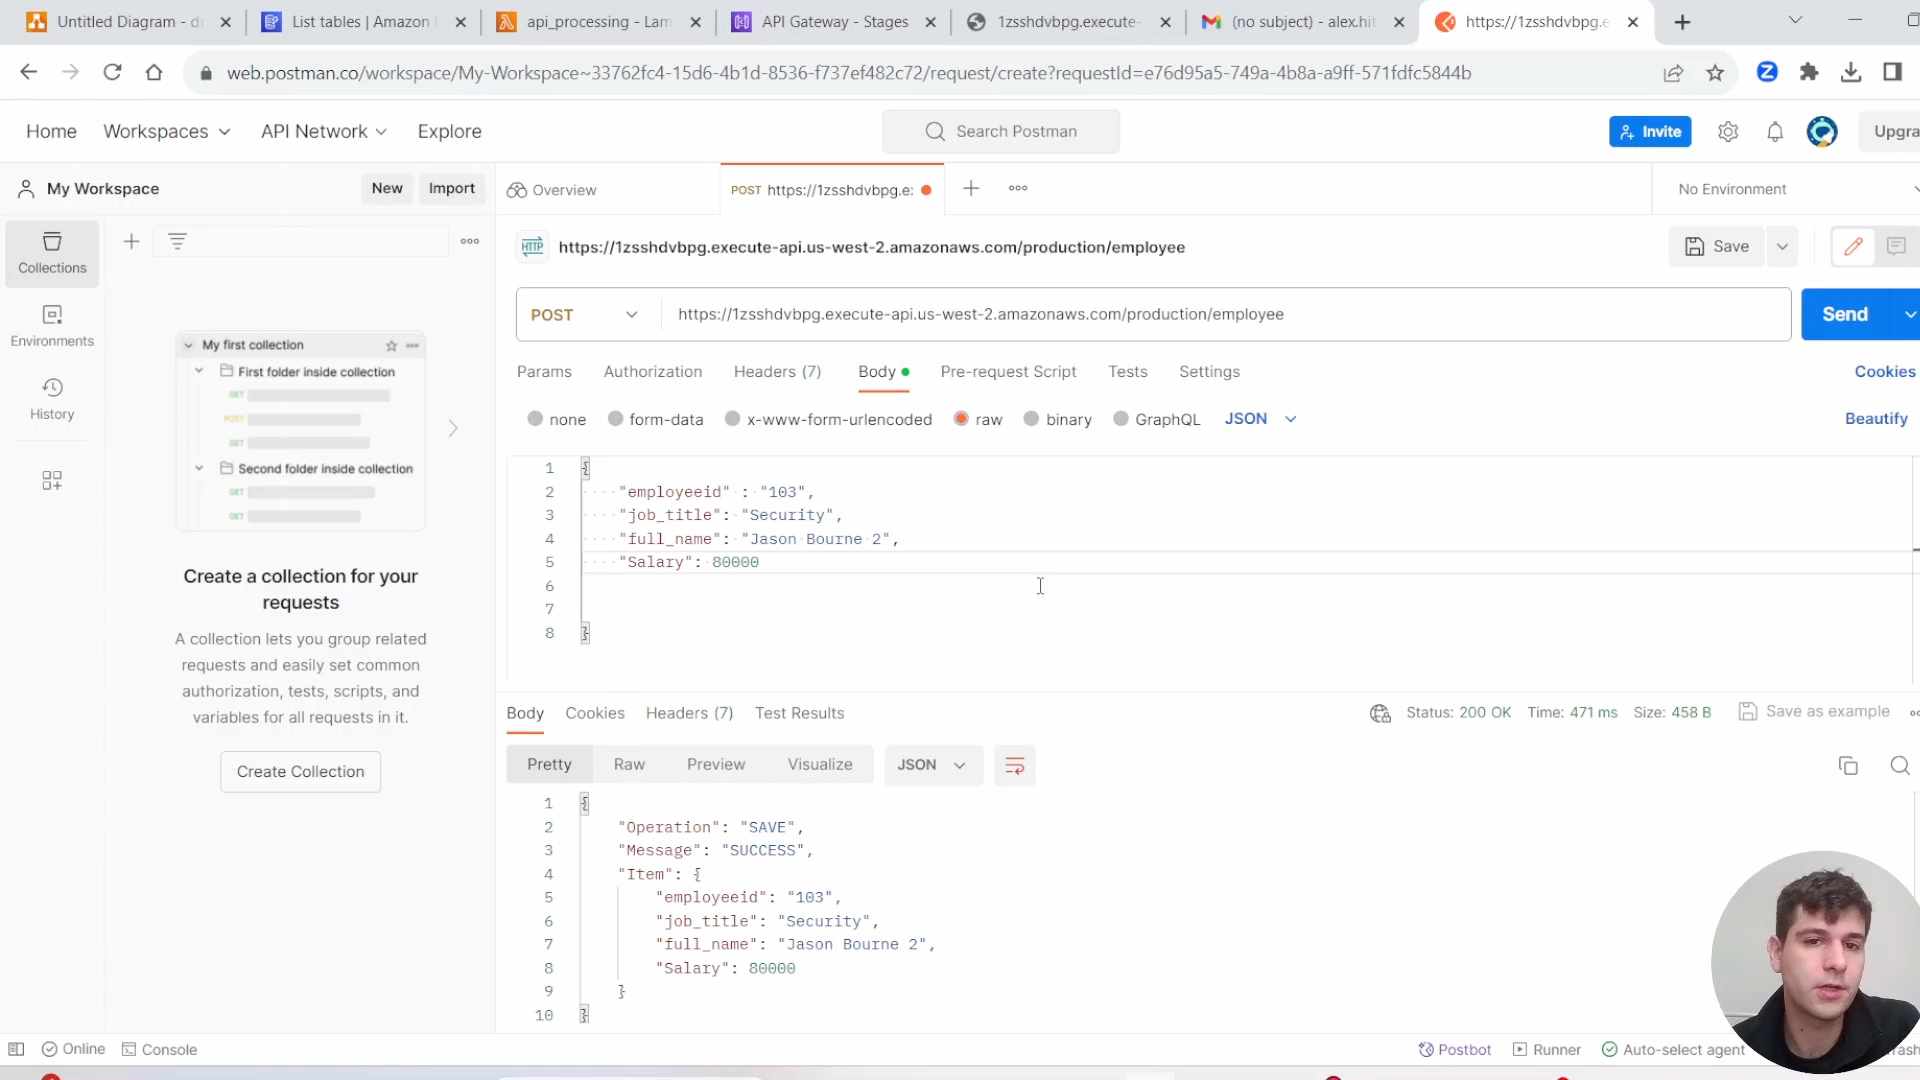 Untitled Diagram - d
List tables | Amazon
api_processing - Lam
API Gateway - Stages
1zsshdvbpg.execute-
(no subject) - alex.hit
https://1zsshdvbpg.e
web.postman.co/workspace/My-Workspace~33762fc4-15d6-4b1d-8536-f737ef482c72/request/create?requestId=e76d95a5-749a-4b8a-a9ff-571fdfc5844b
Home
Workspaces
API Network
Explore
Search Postman
Invite
Upgra
My Workspace
New
Import
Overview
POST https://1zsshdvbpg.e:
No Environment
Collections
Environments
History
HTTP
https://1zsshdvbpg.execute-api.us-west-2.amazonaws.com/production/employee
Save
POST
https://1zsshdvbpg.execute-api.us-west-2.amazonaws.com/production/employee
Send
Params
Authorization
Headers (7)
Body
Pre-request Script
Tests
Settings
Cookies
none
form-data
x-www-form-urlencoded
raw
binary
GraphQL
JSON
Beautify
My first collection
First folder inside collection
GET
POST
GET
Second folder inside collection
GET
GET
Create a collection for your
requests
A collection lets you group related
requests and easily set common
authorization, tests, scripts, and
variables for all requests in it.
Create Collection
1 {
2 "employeeid" : "103",
3 "job_title": "Security",
4 "full_name": "Jason Bourne 2",
5 "Salary": 80000
6
7
8 }
Body
Cookies
Headers (7)
Test Results
Status: 200 OK
Time: 471 ms
Size: 458 B
Save as example
Pretty
Raw
Preview
Visualize
JSON
1 {
2 "Operation": "SAVE",
3 "Message": "SUCCESS",
4 "Item": {
5 "employeeid": "103",
6 "job_title": "Security",
7 "full_name": "Jason Bourne 2",
8 "Salary": 80000
9 }
10 }
Online
Console
Postbot
Runner
Auto-select agent
rash